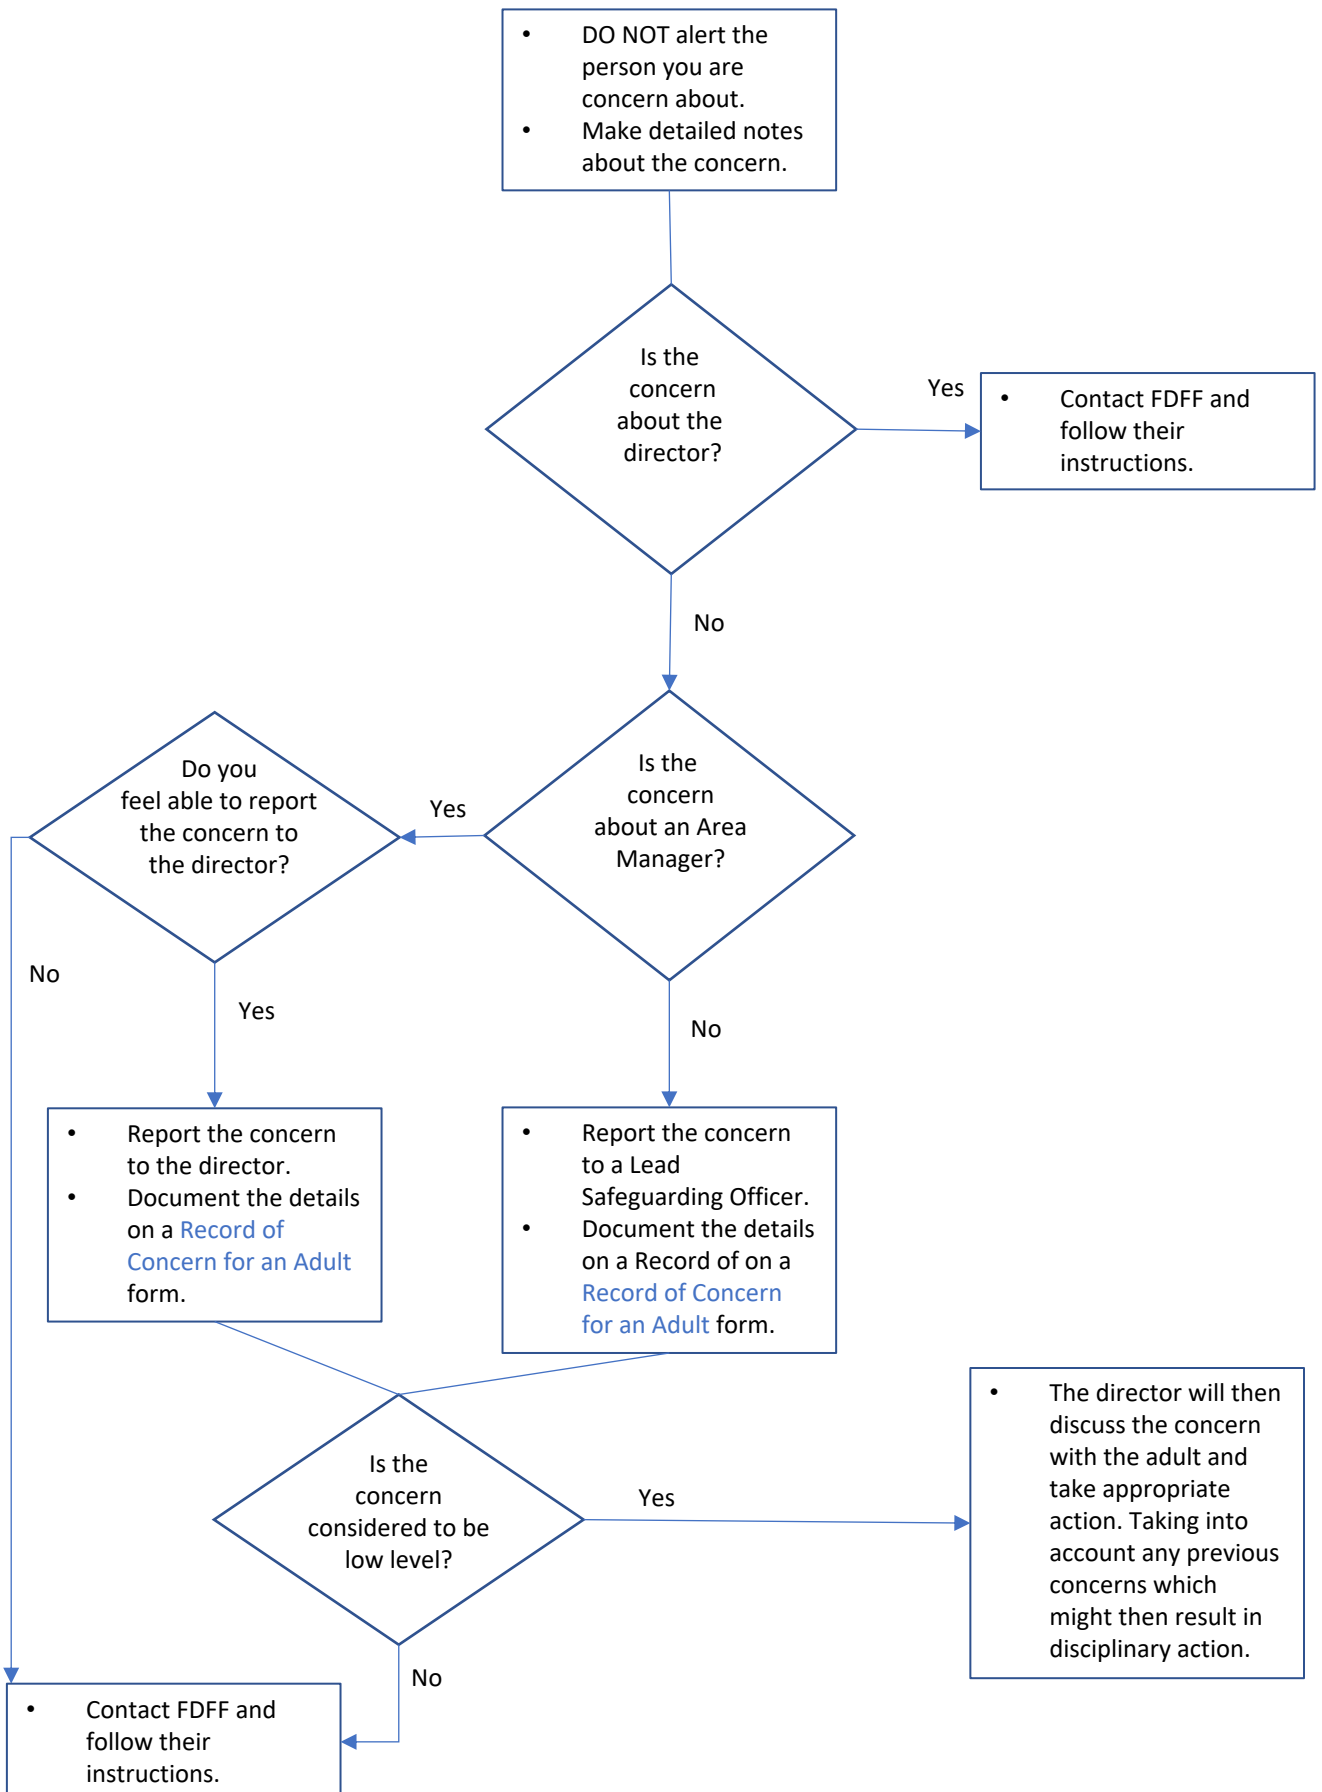 • DO NOT alert the
person you are
concern about.
• Make detailed notes
about the concern.
Is the
concern
about the
director?
Yes
• Contact FDFF and
follow their
instructions.
No
Is the
concern
about an Area
Manager?
Yes
Do you
feel able to report
the concern to
the director?
No
Yes
No
• Report the concern
to the director.
• Document the details
on a Record of
Concern for an Adult
form.
• Report the concern
to a Lead
Safeguarding Officer.
• Document the details
on a Record of on a
Record of Concern
for an Adult form.
Is the
concern
considered to be
low level?
Yes
• The director will then
discuss the concern
with the adult and
take appropriate
action. Taking into
account any previous
concerns which
might then result in
disciplinary action.
No
• Contact FDFF and
follow their
instructions.